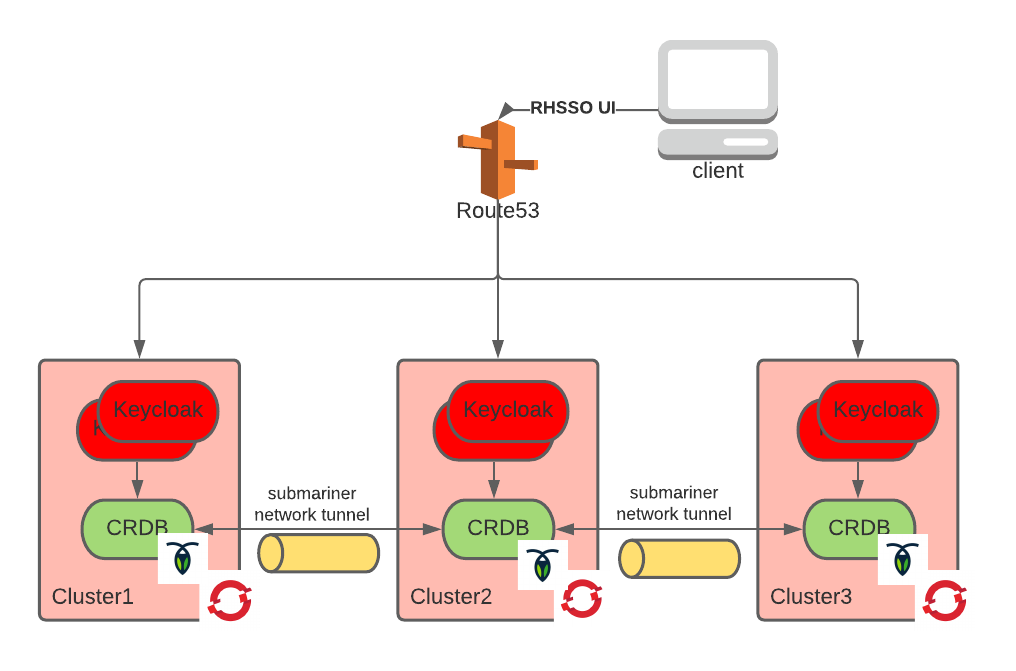 RHSSO UI
client
Route53
Keycloak
Keycloak
Keycloak
submariner
network tunnel
submariner
network tunnel
CRDB
CRDB
CRDB
Cluster1
Cluster2
Cluster3